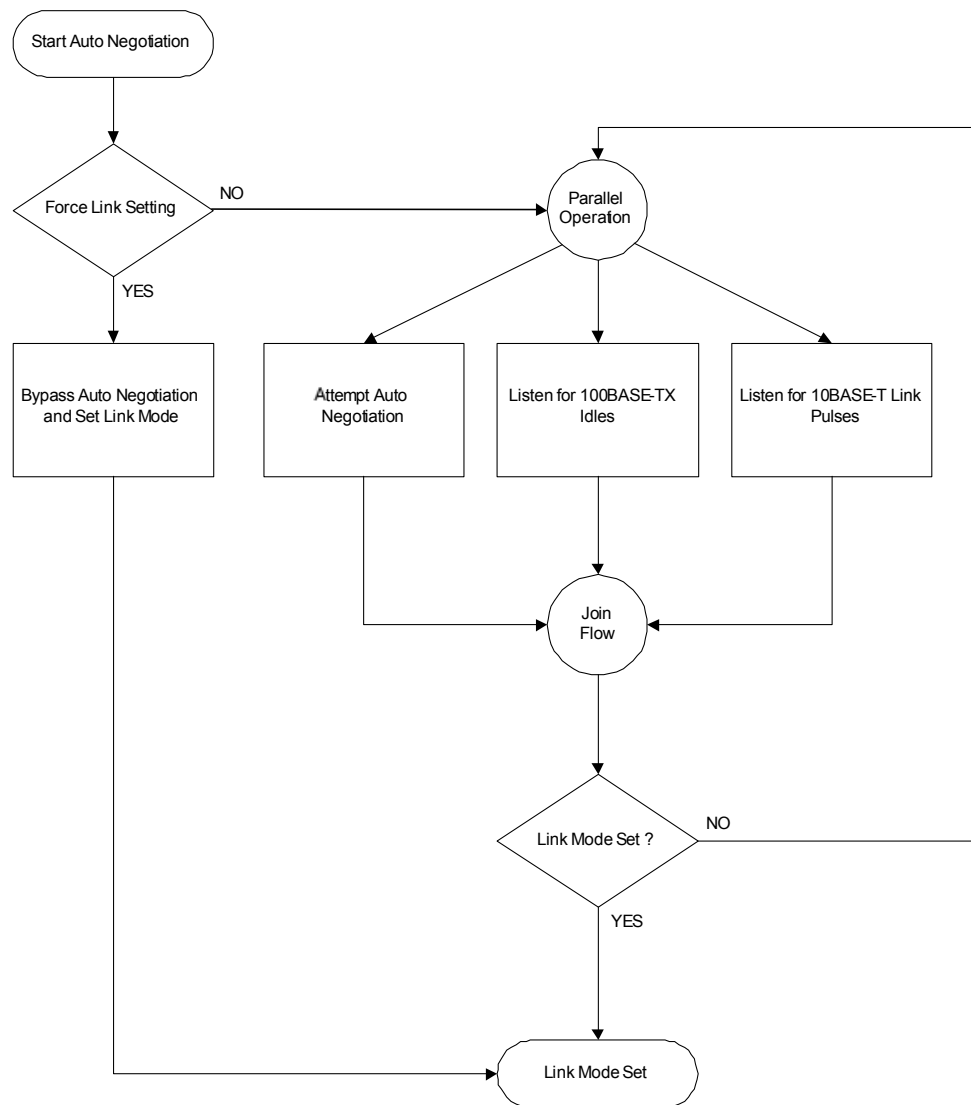 Start Auto Negotiation
Force Link Setting
NO
Parallel
Operation
YES
Bypass Auto Negotiation
and Set Link Mode
Attempt Auto
Negotiation
Listen for 100BASE-TX
Idles
Listen for 10BASE-T Link
Pulses
Join
Flow
Link Mode Set ?
NO
YES
Link Mode Set